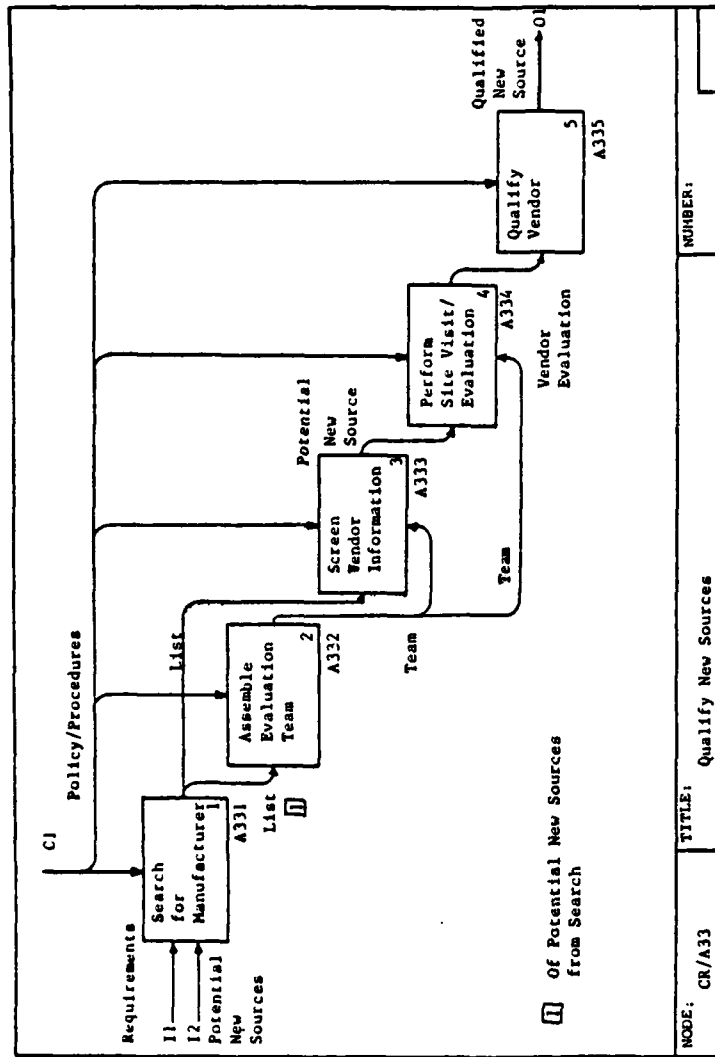 C1
Policy/Procedures
Requirements
I1
I2
Potential
New
Sources
Search
for
Manufacturer
1
A331
List
List
1
Assemble
Evaluation
Team
2
A332
Team
Screen
Vendor
Information
3
A333
Potential
New
Source
Team
Perform
Site Visit/
Evaluation
4
A334
Vendor
Evaluation
Qualify
Vendor
5
A335
Qualified
New
Source
O1
1 Of Potential New Sources
from Search
NODE: CR/A33
TITLE: Qualify New Sources
NUMBER: